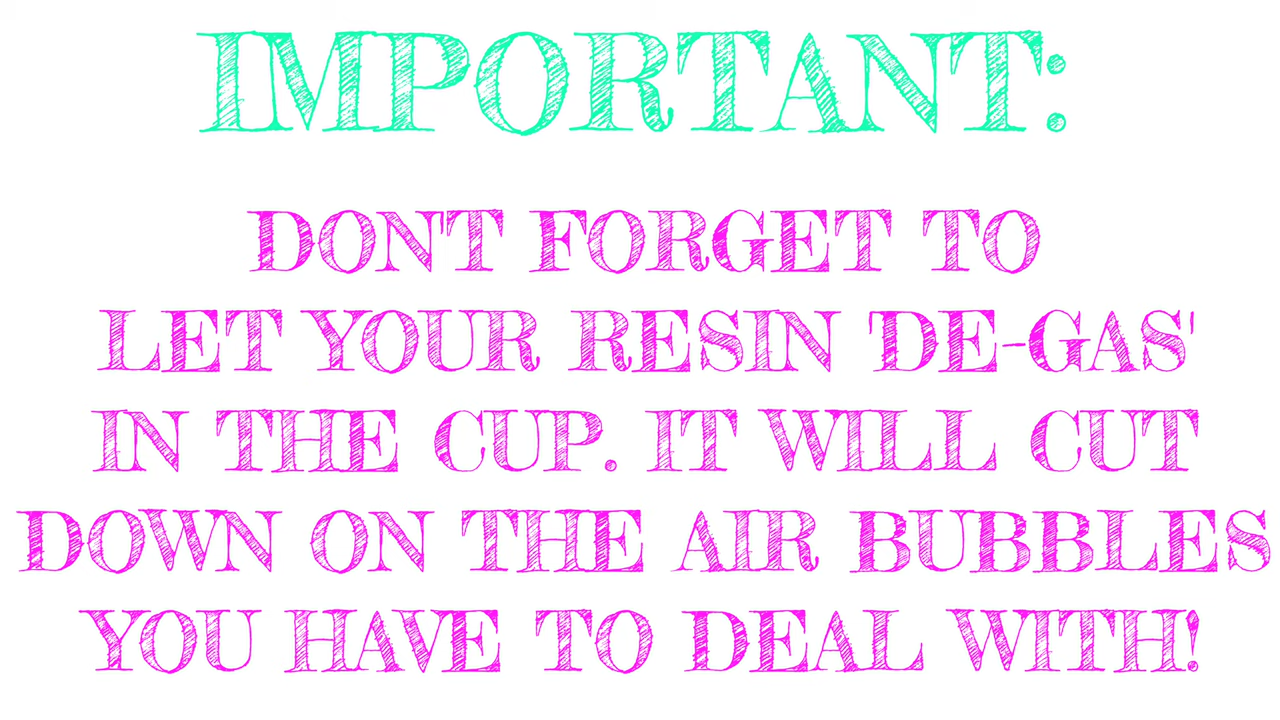 IMPORTANT:
DON'T FORGET TO
LET YOUR RESIN 'DE-GAS'
IN THE CUP. IT WILL CUT
DOWN ON THE AIR BUBBLES
YOU HAVE TO DEAL WITH!